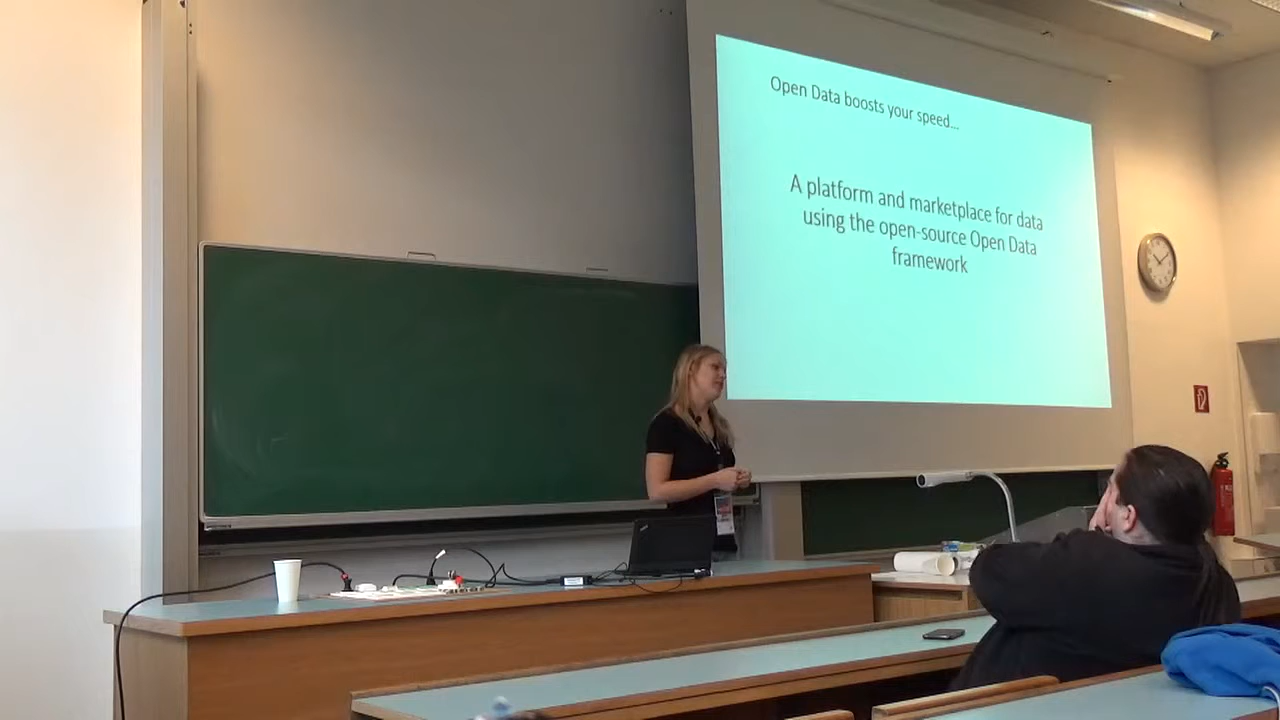 Open Data boosts your speed...
A platform and marketplace for data
using the open-source Open Data
framework